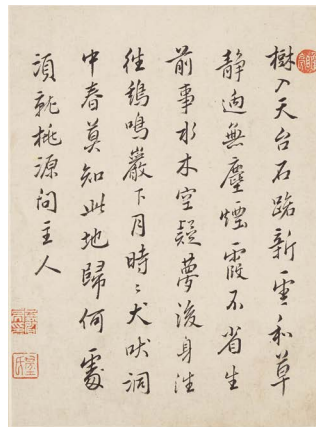 樹入天台石路新雲和草
靜迥無塵煙霞不省生
前事水木空疑夢後身往
往鷄鳴巖下月時〻犬吠洞
中春莫知此地歸何處
須就桃源問主人